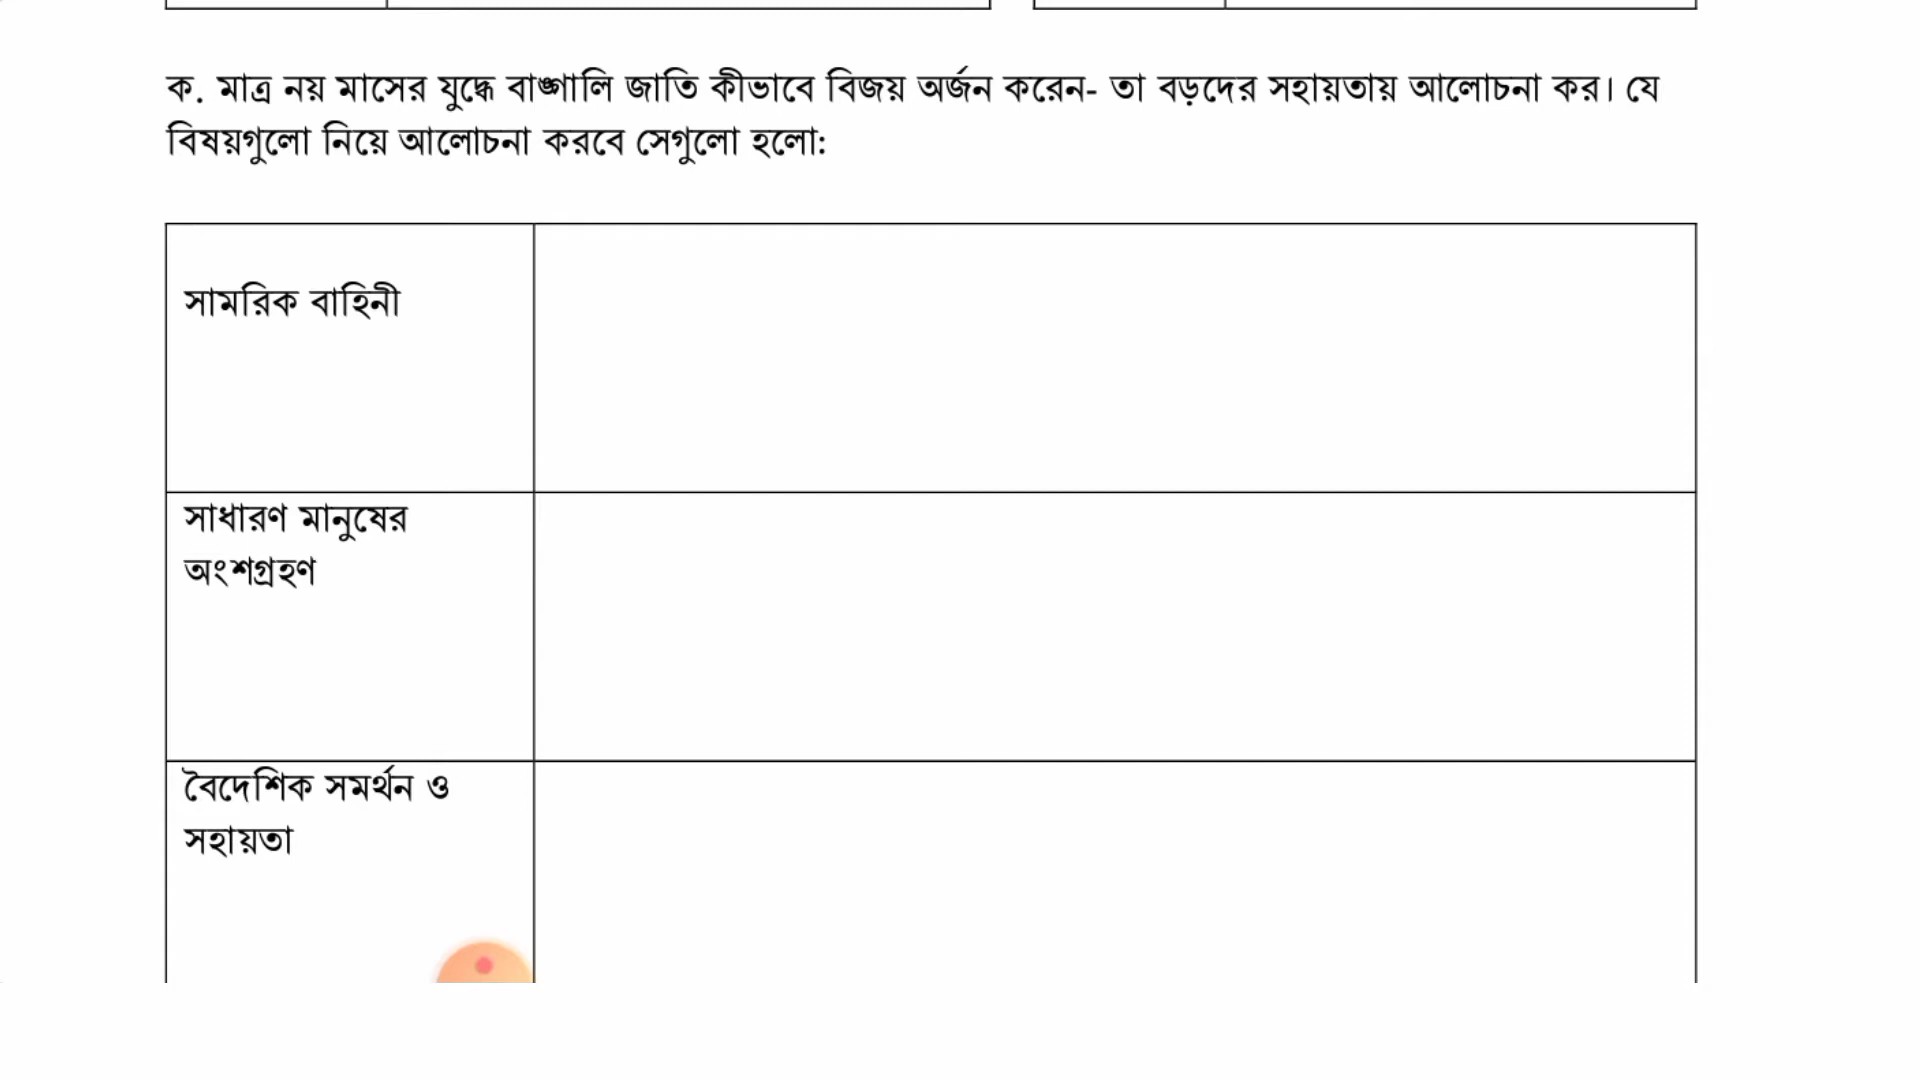 ক. মাত্র নয় মাসের যুদ্ধে বাঙ্গালি জাতি কীভাবে বিজয় অর্জন করেন- তা বড়দের সহায়তায় আলোচনা কর। যে
বিষয়গুলো নিয়ে আলোচনা করবে সেগুলো হলো:
সামরিক বাহিনী
সাধারণ মানুষের
অংশগ্রহণ
বৈদেশিক সমর্থন ও
সহায়তা